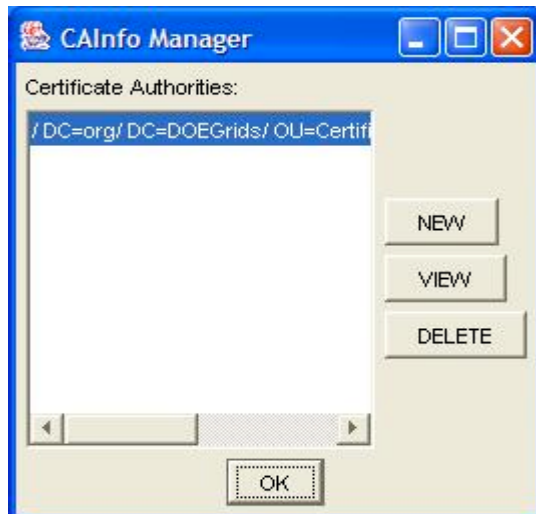 CAInfo Manager
Certificate Authorities:
/ DC=org/ DC=DOEGrids/ OU=Certifi
NEW
VIEW
DELETE
OK